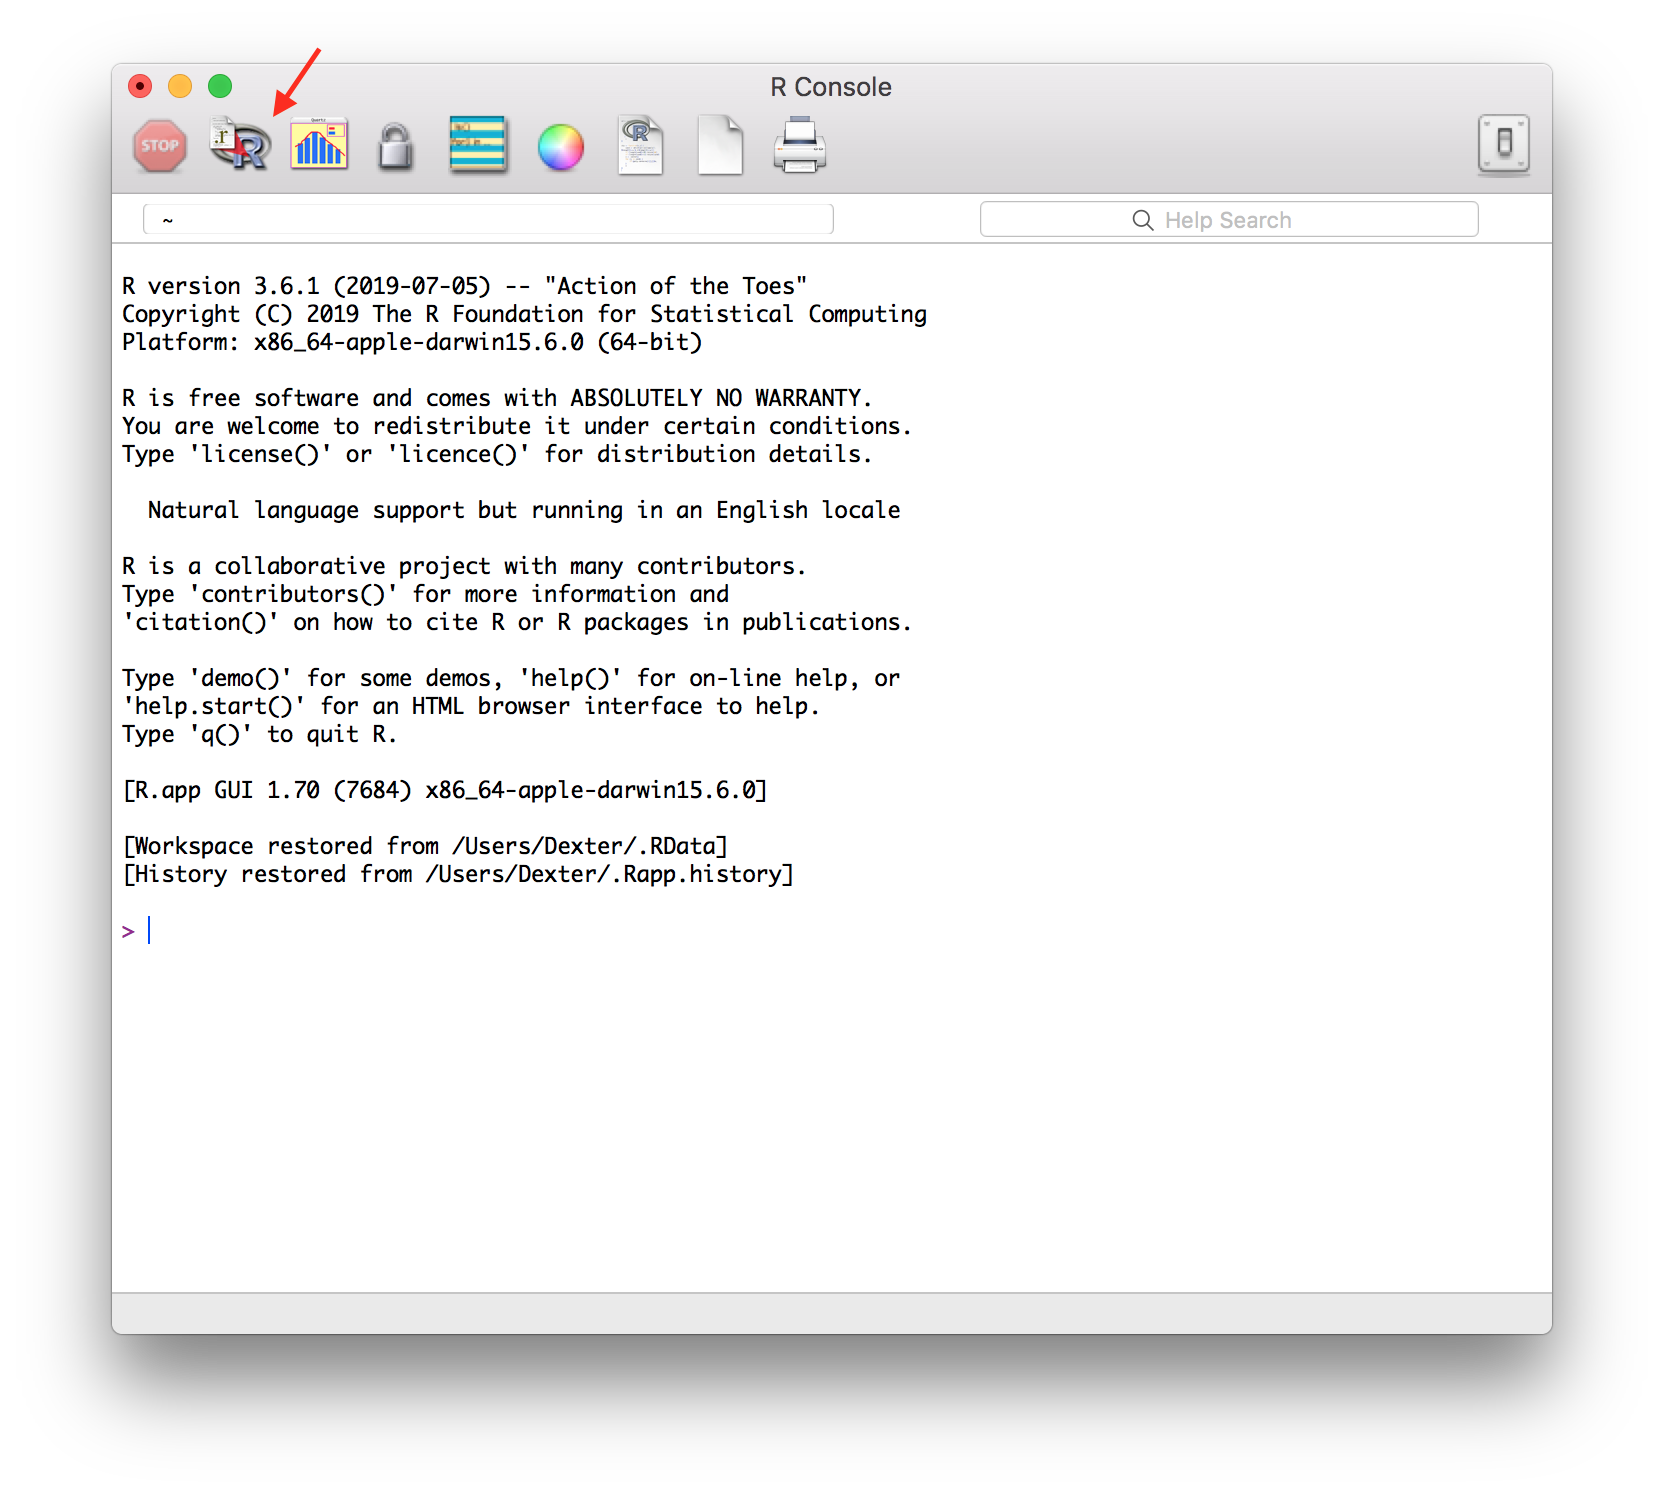 R Console
STOP
r
R
Quartz
R
~
Help Search
R version 3.6.1 (2019-07-05) -- "Action of the Toes"
Copyright (C) 2019 The R Foundation for Statistical Computing
Platform: x86_64-apple-darwin15.6.0 (64-bit)
R is free software and comes with ABSOLUTELY NO WARRANTY.
You are welcome to redistribute it under certain conditions.
Type 'license()' or 'licence()' for distribution details.
Natural language support but running in an English locale
R is a collaborative project with many contributors.
Type 'contributors()' for more information and
'citation()' on how to cite R or R packages in publications.
Type 'demo()' for some demos, 'help()' for on-line help, or
'help.start()' for an HTML browser interface to help.
Type 'q()' to quit R.
[R.app GUI 1.70 (7684) x86_64-apple-darwin15.6.0]
[Workspace restored from /Users/Dexter/.RData]
[History restored from /Users/Dexter/.Rapp.history]
>